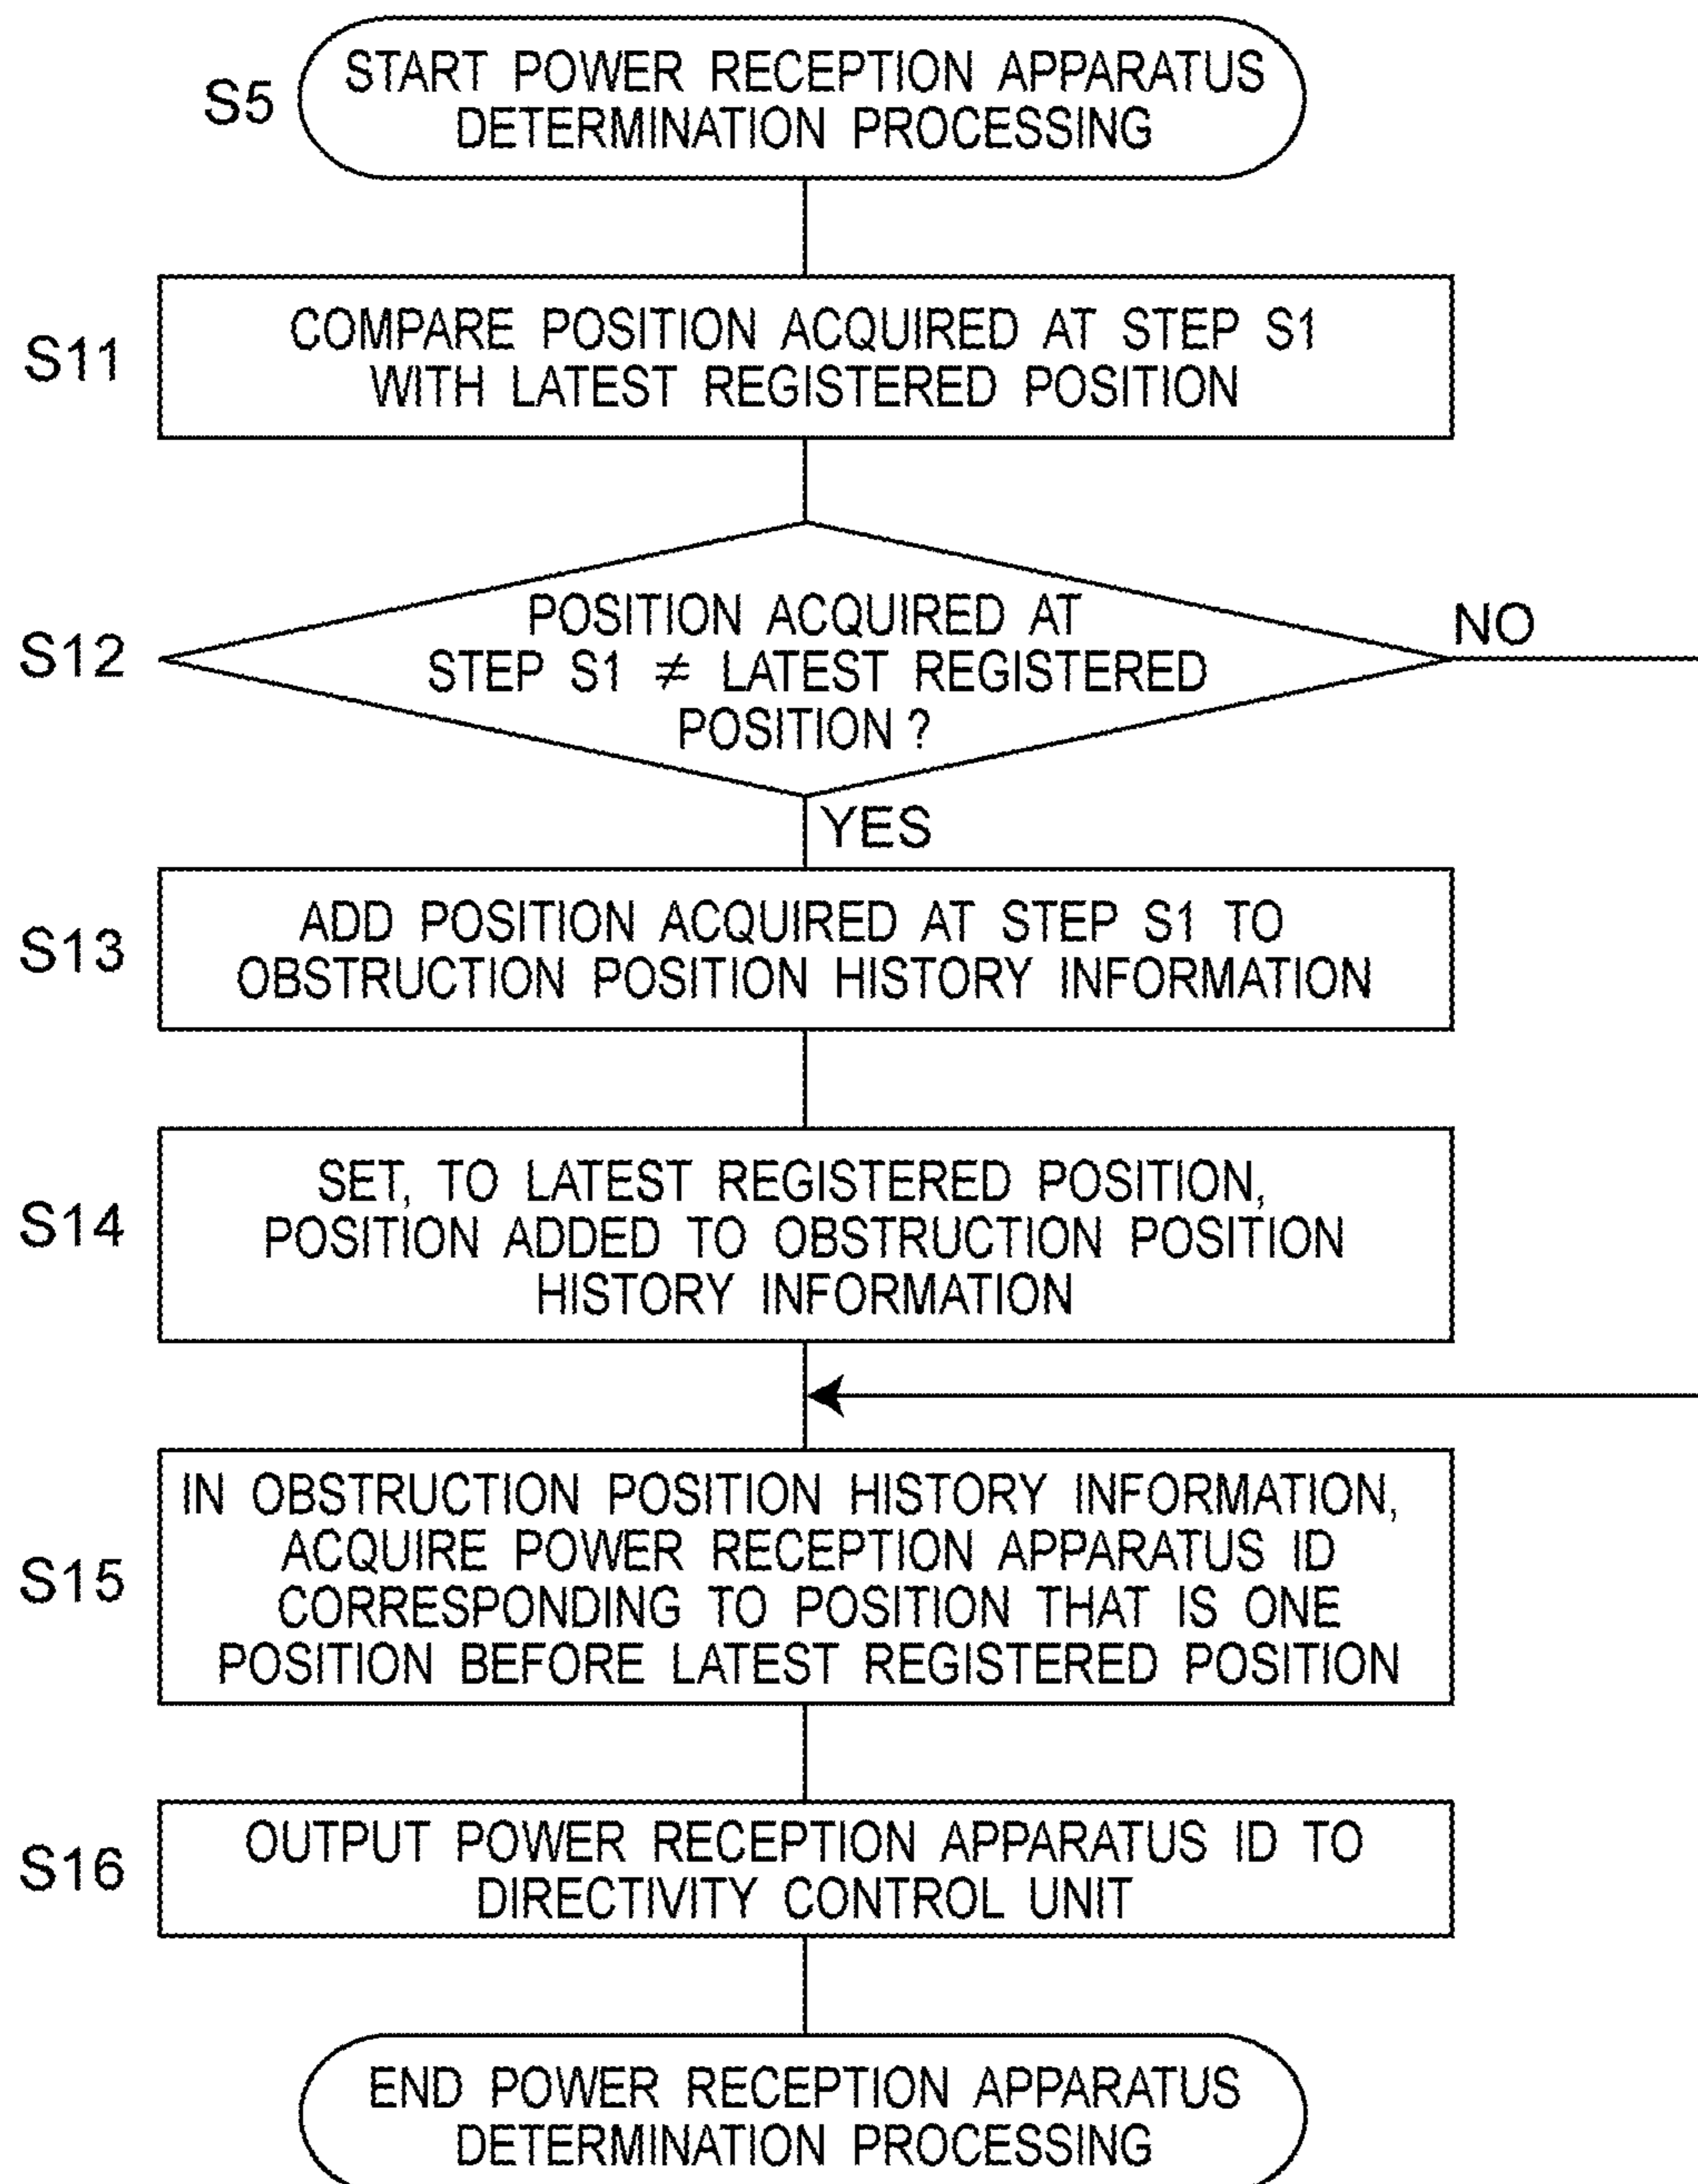 S5
START POWER RECEPTION APPARATUS
DETERMINATION PROCESSING
S11
COMPARE POSITION ACQUIRED AT STEP S1
WITH LATEST REGISTERED POSITION
S12
POSITION ACQUIRED AT
STEP S1 ≠ LATEST REGISTERED
POSITION ?
NO
YES
S13
ADD POSITION ACQUIRED AT STEP S1 TO
OBSTRUCTION POSITION HISTORY INFORMATION
S14
SET, TO LATEST REGISTERED POSITION,
POSITION ADDED TO OBSTRUCTION POSITION
HISTORY INFORMATION
S15
IN OBSTRUCTION POSITION HISTORY INFORMATION,
ACQUIRE POWER RECEPTION APPARATUS ID
CORRESPONDING TO POSITION THAT IS ONE
POSITION BEFORE LATEST REGISTERED POSITION
S16
OUTPUT POWER RECEPTION APPARATUS ID TO
DIRECTIVITY CONTROL UNIT
END POWER RECEPTION APPARATUS
DETERMINATION PROCESSING